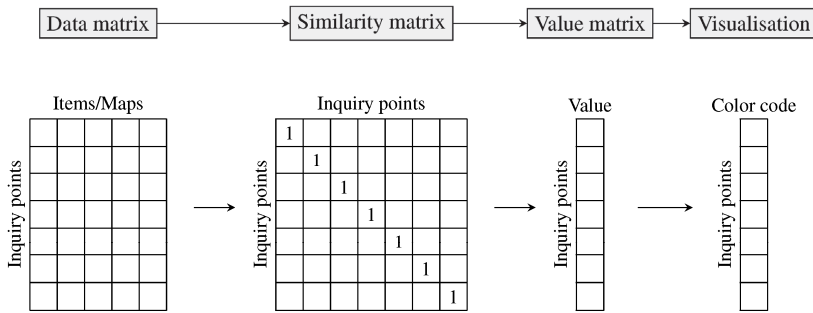 Data matrix
Similarity matrix
Value matrix
Visualisation
Items/Maps
Inquiry points
Value
Color code
Inquiry points
Inquiry points
Inquiry points
Inquiry points
1
1
1
1
1
1
1